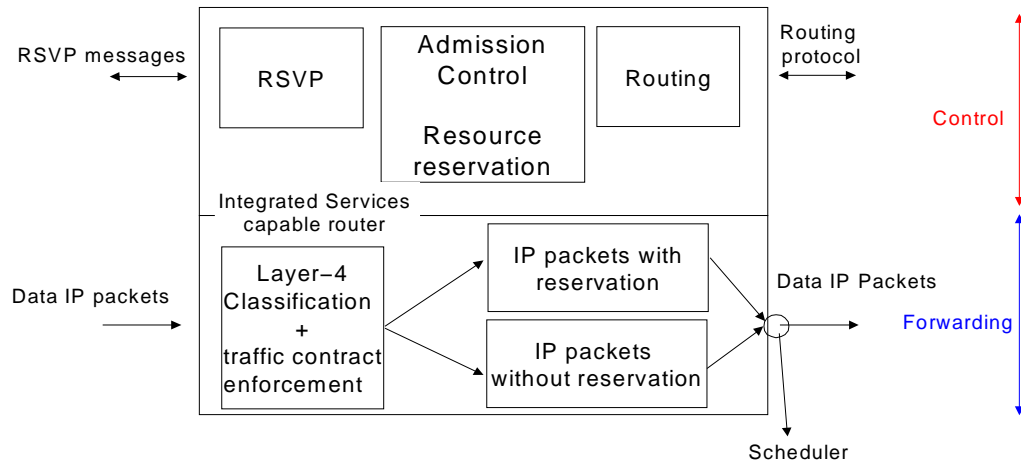 RSVP messages
RSVP
Admission
Control
Resource
reservation
Routing
Routing
protocol
Control
Integrated Services
capable router
Data IP packets
Layer−4
Classification
+
traffic contract
enforcement
IP packets with
reservation
IP packets
without reservation
Data IP Packets
Forwarding
Scheduler